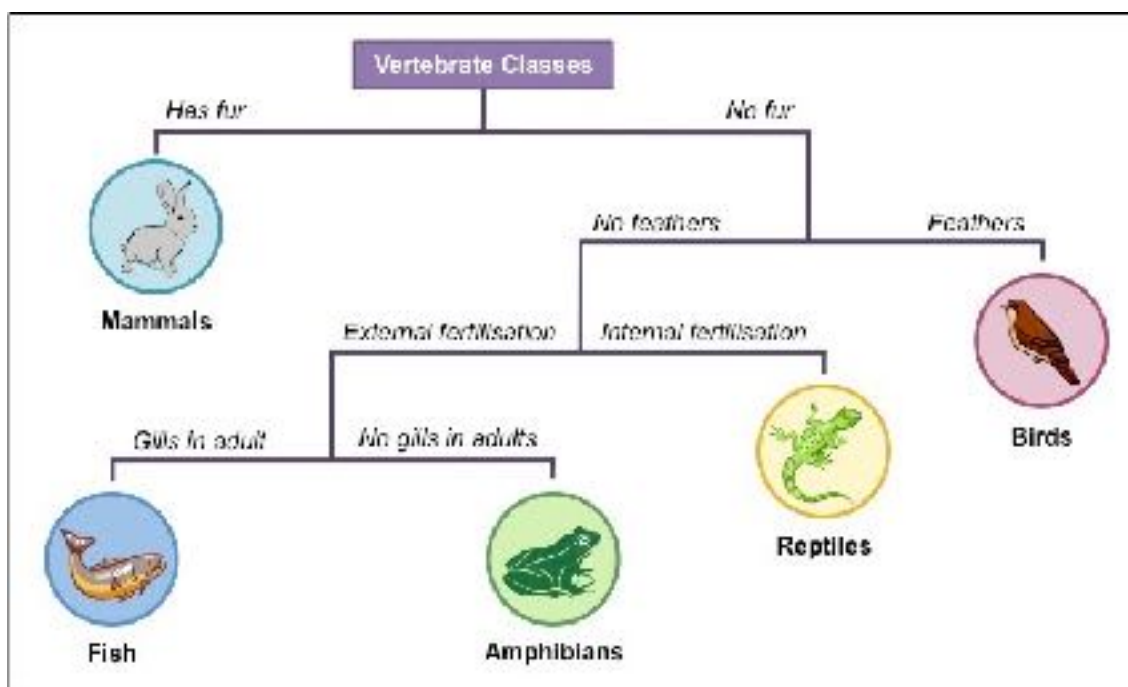 Vertebrate Classes
Has fur
No fur
No feathers
Feathers
Mammals
External fertilisation
Internal fertilisation
Birds
Gills in adult
No gills in adults
Reptiles
Fish
Amphibians